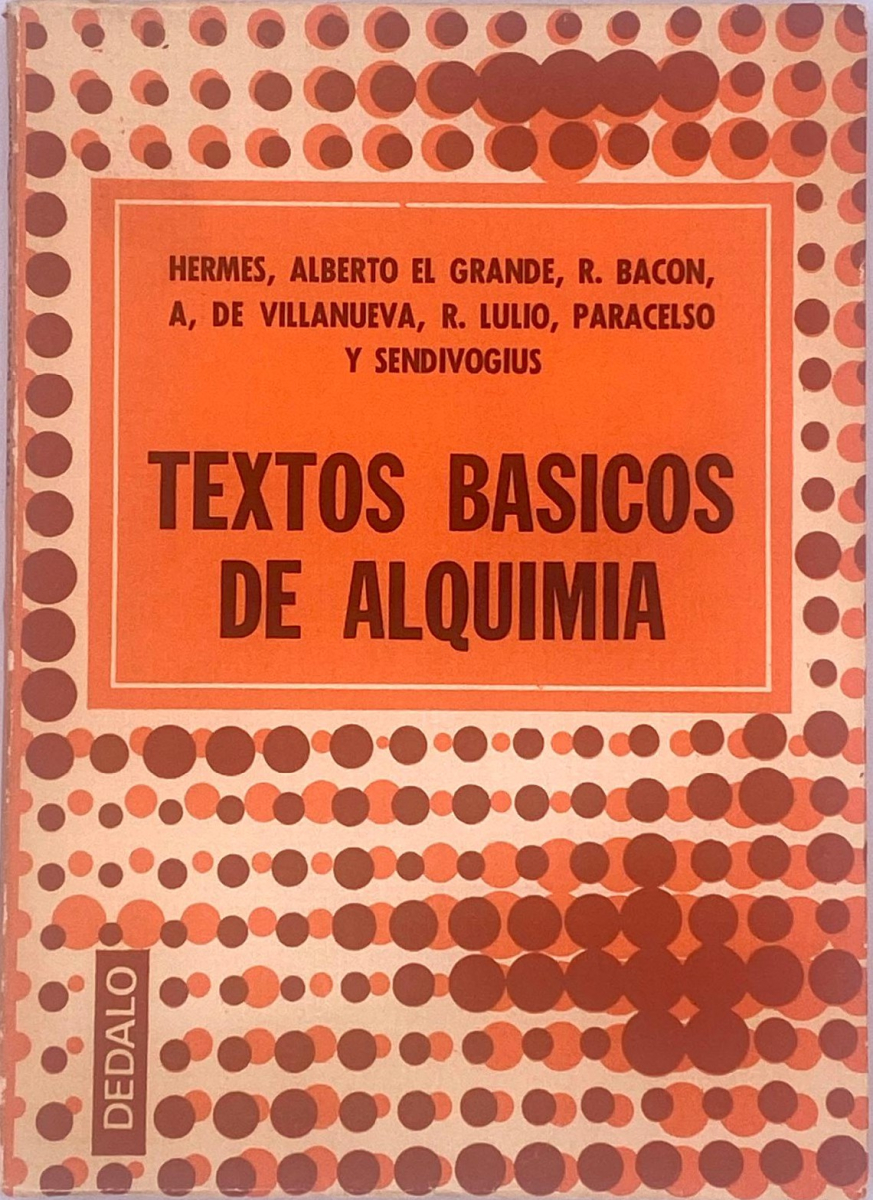 HERMES, ALBERTO EL GRANDE, R. BACON,
A, DE VILLANUEVA, R. LULIO, PARACELSO
Y SENDIVOGIUS
TEXTOS BASICOS
DE ALQUIMIA
DEDALO